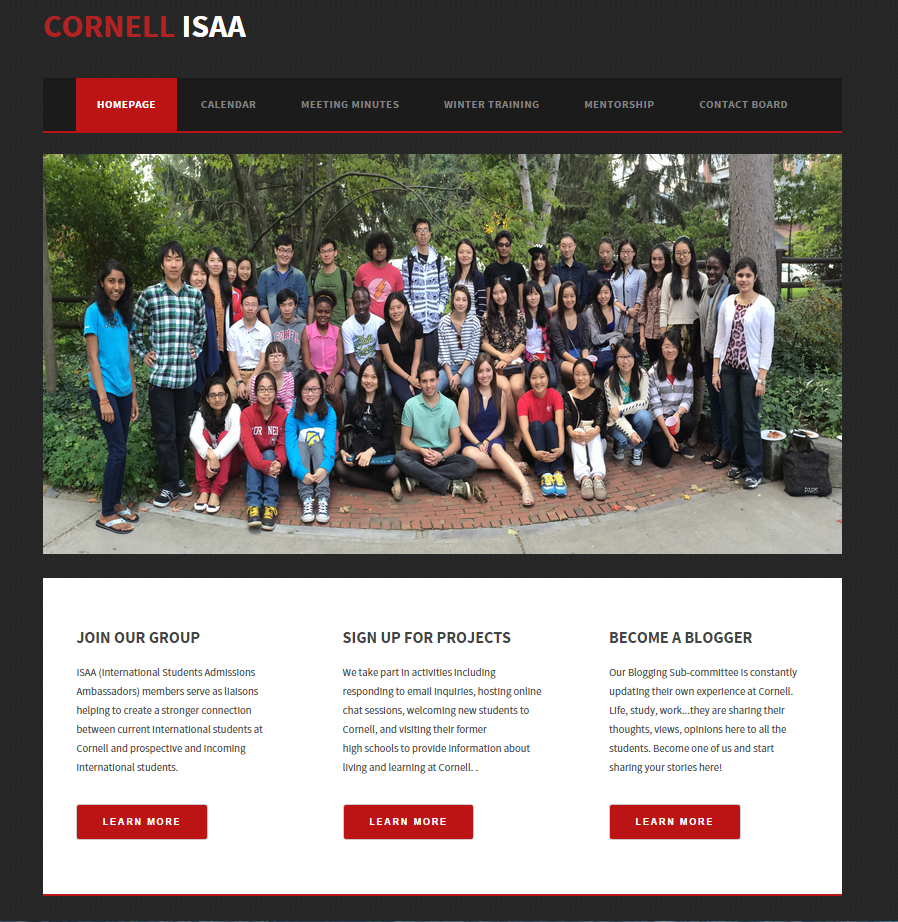 CORNELL ISAA
HOMEPAGE CALENDAR MEETING MINUTES WINTER TRAINING MENTORSHIP CONTACT BOARD
CORNELL
PARIS
JOIN OUR GROUP
ISAA (International Students Admissions
Ambassadors) members serve as liaisons
helping to create a stronger connection
between current international students at
Cornell and prospective and incoming
international students.
LEARN MORE
SIGN UP FOR PROJECTS
We take part in activities including
responding to email inquiries, hosting online
chat sessions, welcoming new students to
Cornell, and visiting their former
high schools to provide information about
living and learning at Cornell. .
LEARN MORE
BECOME A BLOGGER
Our Blogging Sub-committee is constantly
updating their own experience at Cornell.
Life, study, work...they are sharing their
thoughts, views, opinions here to all the
students. Become one of us and start
sharing your stories here!
LEARN MORE